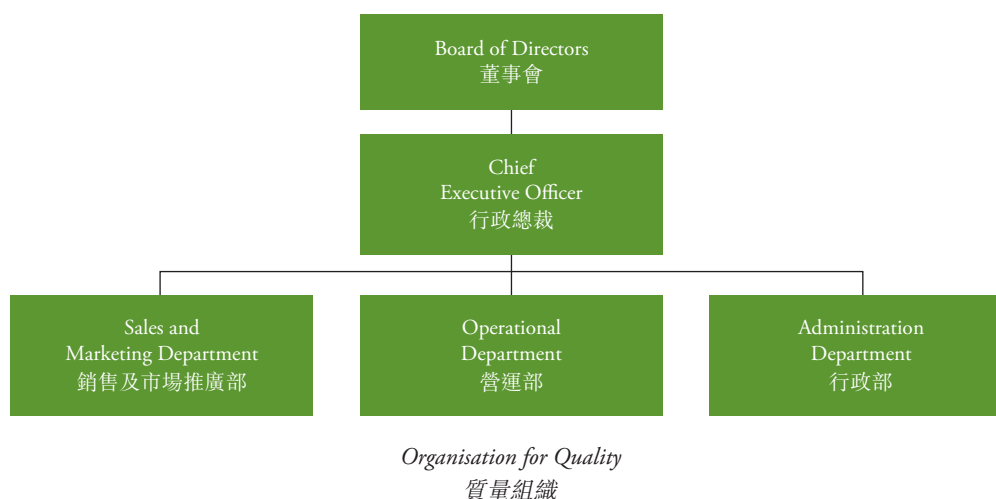 Board of Directors
董事會
Chief
Executive Officer
行政總裁
Sales and
Marketing Department
銷售及市場推廣部
Operational
Department
營運部
Administration
Department
行政部
Organisation for Quality
質量組織